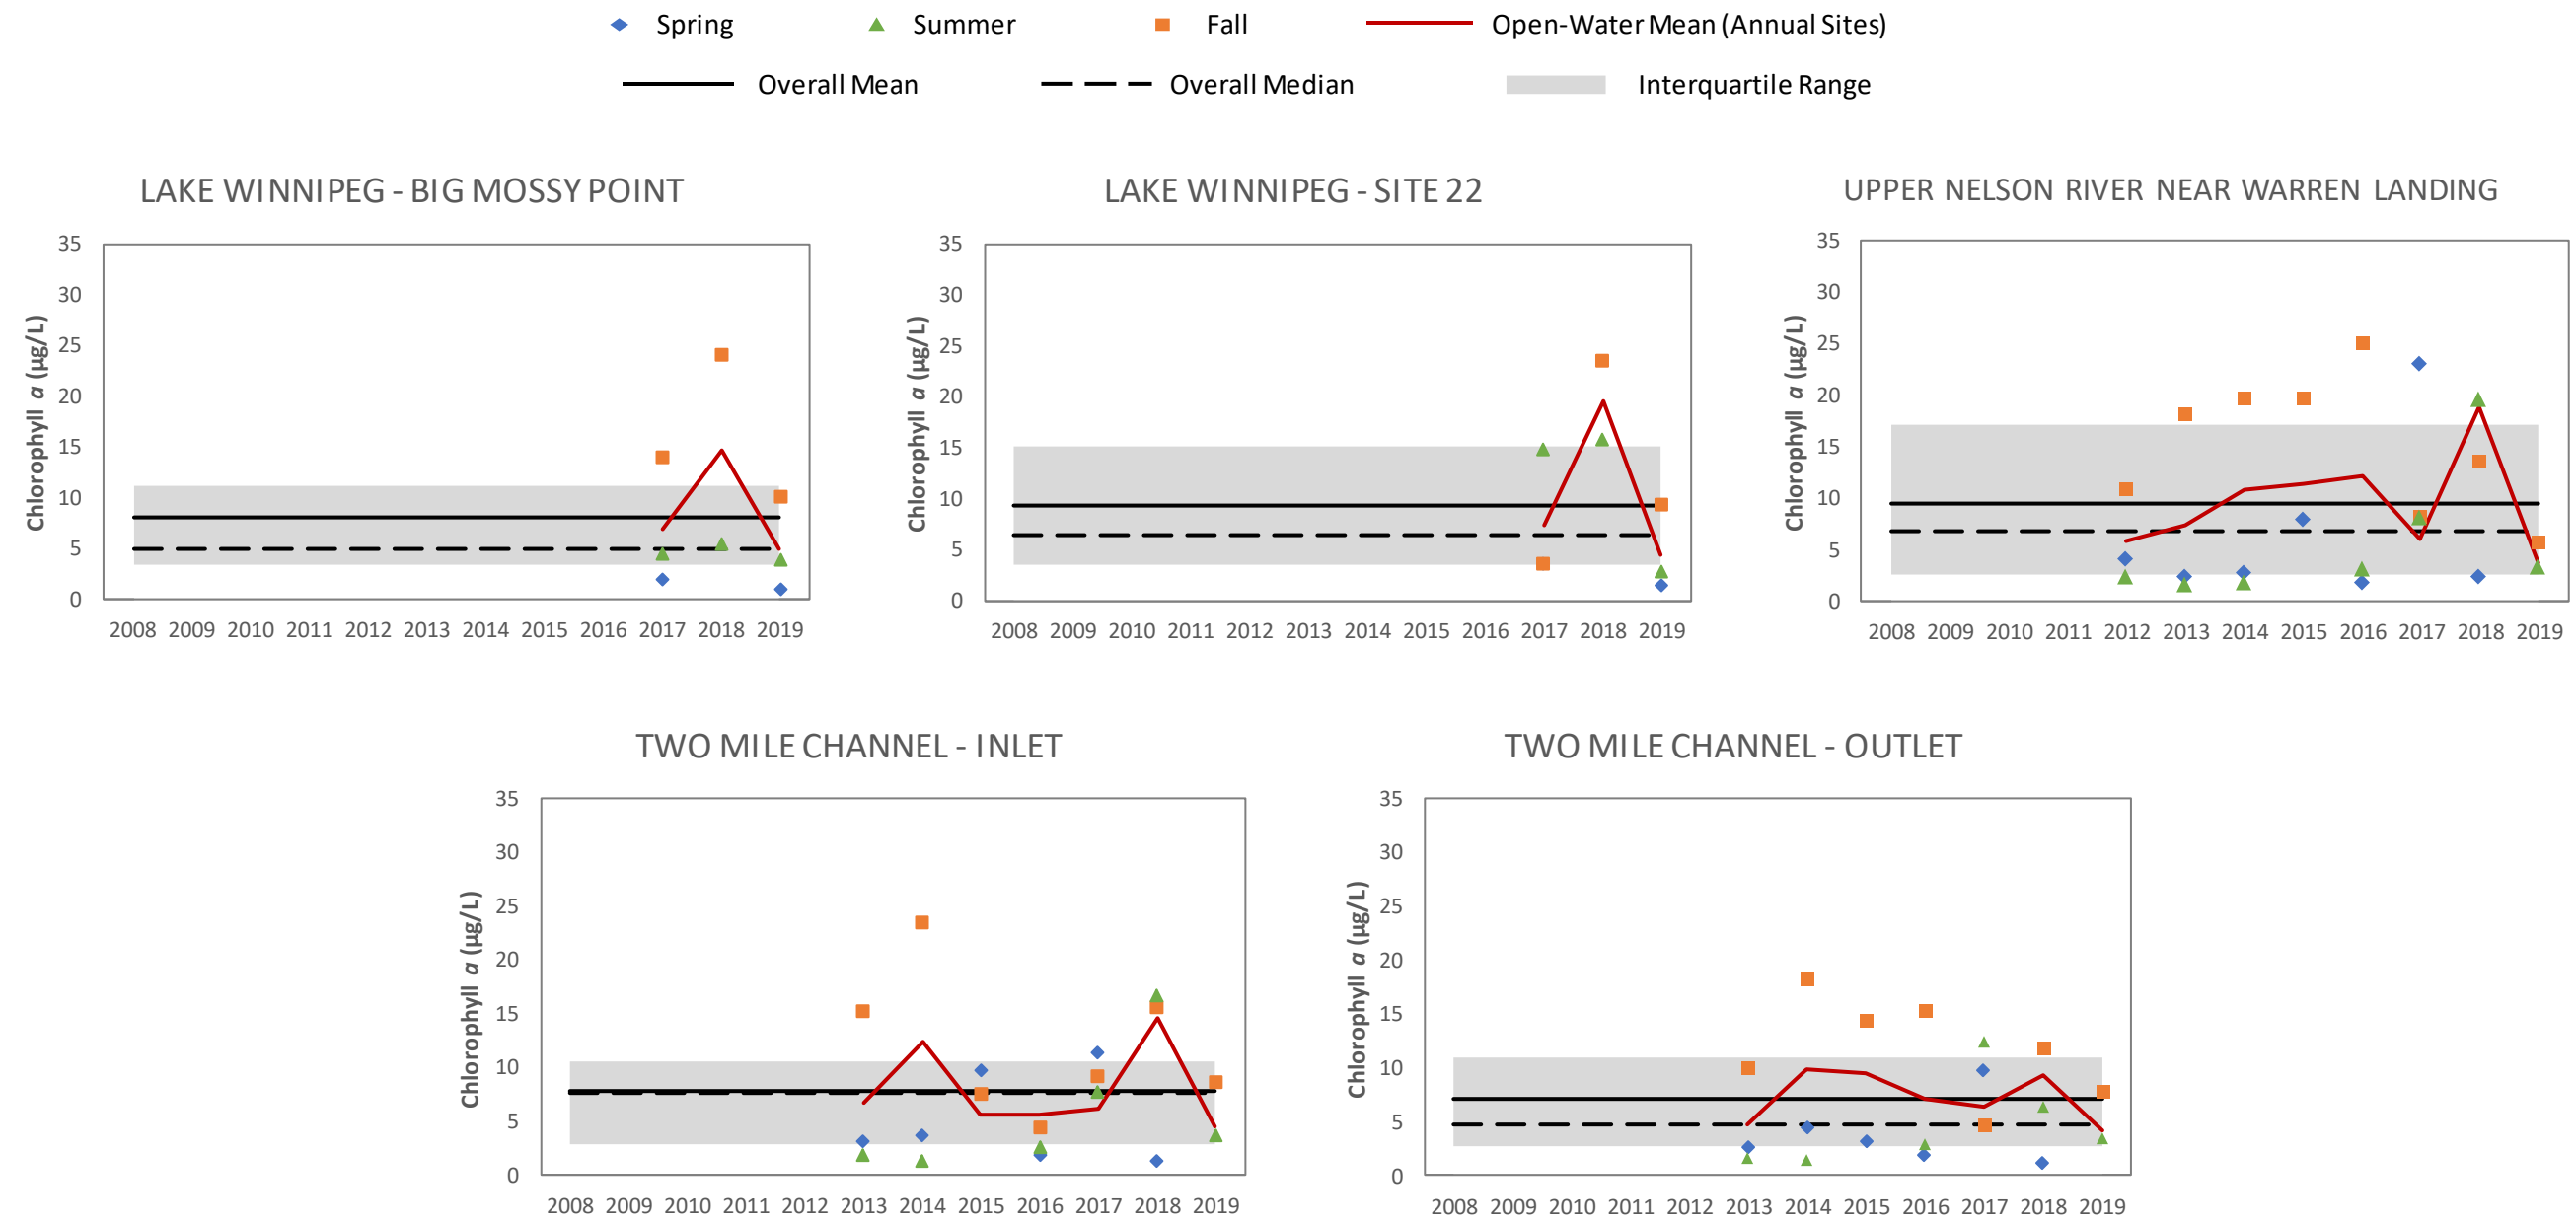 Spring Summer Fall Open-Water Mean (Annual Sites)
Overall Mean Overall Median Interquartile Range
LAKE WINNIPEG - BIG MOSSY POINT
Chlorophyll a (µg/L)
35
30
25
20
15
10
5
0
2008 2009 2010 2011 2012 2013 2014 2015 2016 2017 2018 2019
LAKE WINNIPEG - SITE 22
Chlorophyll a (µg/L)
35
30
25
20
15
10
5
0
2008 2009 2010 2011 2012 2013 2014 2015 2016 2017 2018 2019
UPPER NELSON RIVER NEAR WARREN LANDING
Chlorophyll a (µg/L)
35
30
25
20
15
10
5
0
2008 2009 2010 2011 2012 2013 2014 2015 2016 2017 2018 2019
TWO MILE CHANNEL - INLET
Chlorophyll a (µg/L)
35
30
25
20
15
10
5
0
2008 2009 2010 2011 2012 2013 2014 2015 2016 2017 2018 2019
TWO MILE CHANNEL - OUTLET
Chlorophyll a (µg/L)
35
30
25
20
15
10
5
0
2008 2009 2010 2011 2012 2013 2014 2015 2016 2017 2018 2019